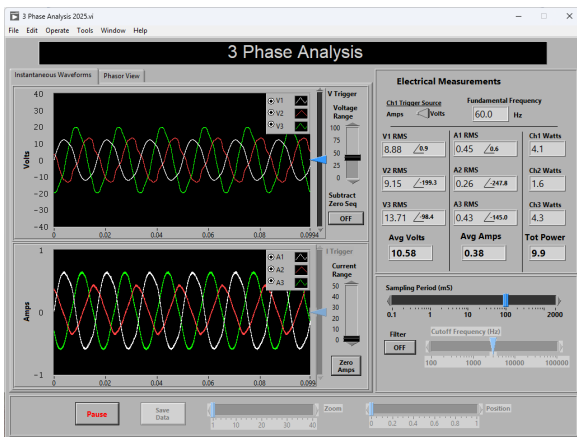 3 Phase Analysis 2025.vi
File Edit Operate Tools Window Help
3 Phase Analysis
Instantaneous Waveforms Phasor View
40
30
20
10
0
-10
-20
-30
-40
Volts
0 0.02 0.04 0.06 0.08 0.0994
V1
V2
V3
V Trigger
Voltage
Range
100
75
50
25
0
Subtract
Zero Seq
OFF
1
0
-1
Amps
0 0.02 0.04 0.06 0.08 0.099
A1
A2
A3
I Trigger
Current
Range
50
40
30
20
10
0
Zero
Amps
Electrical Measurements
Ch1 Trigger Source
Amps Volts
Fundamental Frequency
60.0 Hz
V1 RMS A1 RMS Ch1 Watts
8.88 0.9 0.45 0.6 4.1
V2 RMS A2 RMS Ch2 Watts
9.15 -199.3 0.26 -247.8 1.6
V3 RMS A3 RMS Ch3 Watts
13.71 -98.4 0.43 -145.0 4.3
Avg Volts Avg Amps Tot Power
10.58 0.38 9.9
Sampling Period (mS)
0.1 1 10 100 2000
Filter
OFF
Cutoff Frequency (Hz)
100 1000 10000 100000
Pause
Save
Data
Zoom
1 10 20 30 40
Position
0 0.2 0.4 0.6 0.8 1